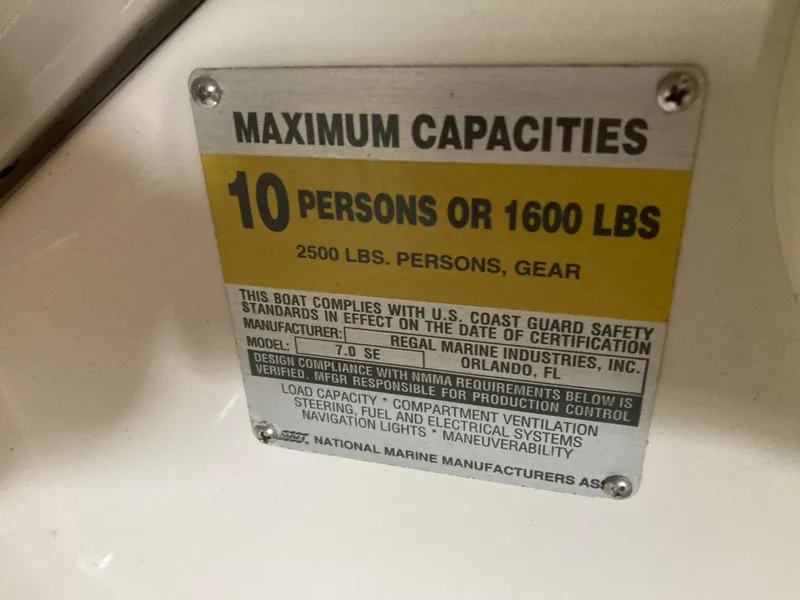 MAXIMUM CAPACITIES
10 PERSONS OR 1600 LBS
2500 LBS. PERSONS, GEAR
THIS BOAT COMPLIES WITH U.S. COAST GUARD SAFETY
STANDARDS IN EFFECT ON THE DATE OF CERTIFICATION
MANUFACTURER: REGAL MARINE INDUSTRIES, INC.
MODEL: 7.0 SE ORLANDO, FL
DESIGN COMPLIANCE WITH NMMA REQUIREMENTS BELOW IS
VERIFIED. MFGR RESPONSIBLE FOR PRODUCTION CONTROL
LOAD CAPACITY * COMPARTMENT VENTILATION
STEERING, FUEL AND ELECTRICAL SYSTEMS
NAVIGATION LIGHTS * MANEUVERABILITY
NATIONAL MARINE MANUFACTURERS